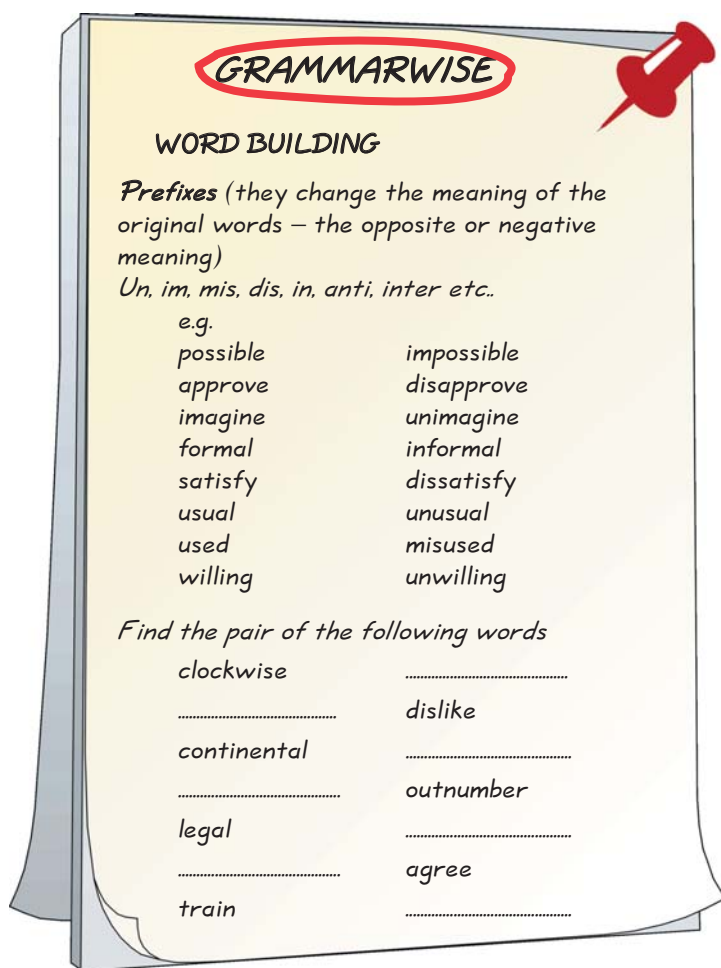 GRAMMARWISE
WORD BUILDING
Prefixes (they change the meaning of the
original words – the opposite or negative
meaning)
Un, im, mis, dis, in, anti, inter etc..
e.g.
possible impossible
approve disapprove
imagine unimagine
formal informal
satisfy dissatisfy
usual unusual
used misused
willing unwilling
Find the pair of the following words
clockwise ............................................
........................................... dislike
continental .............................................
............................................ outnumber
legal .............................................
............................................ agree
train .............................................